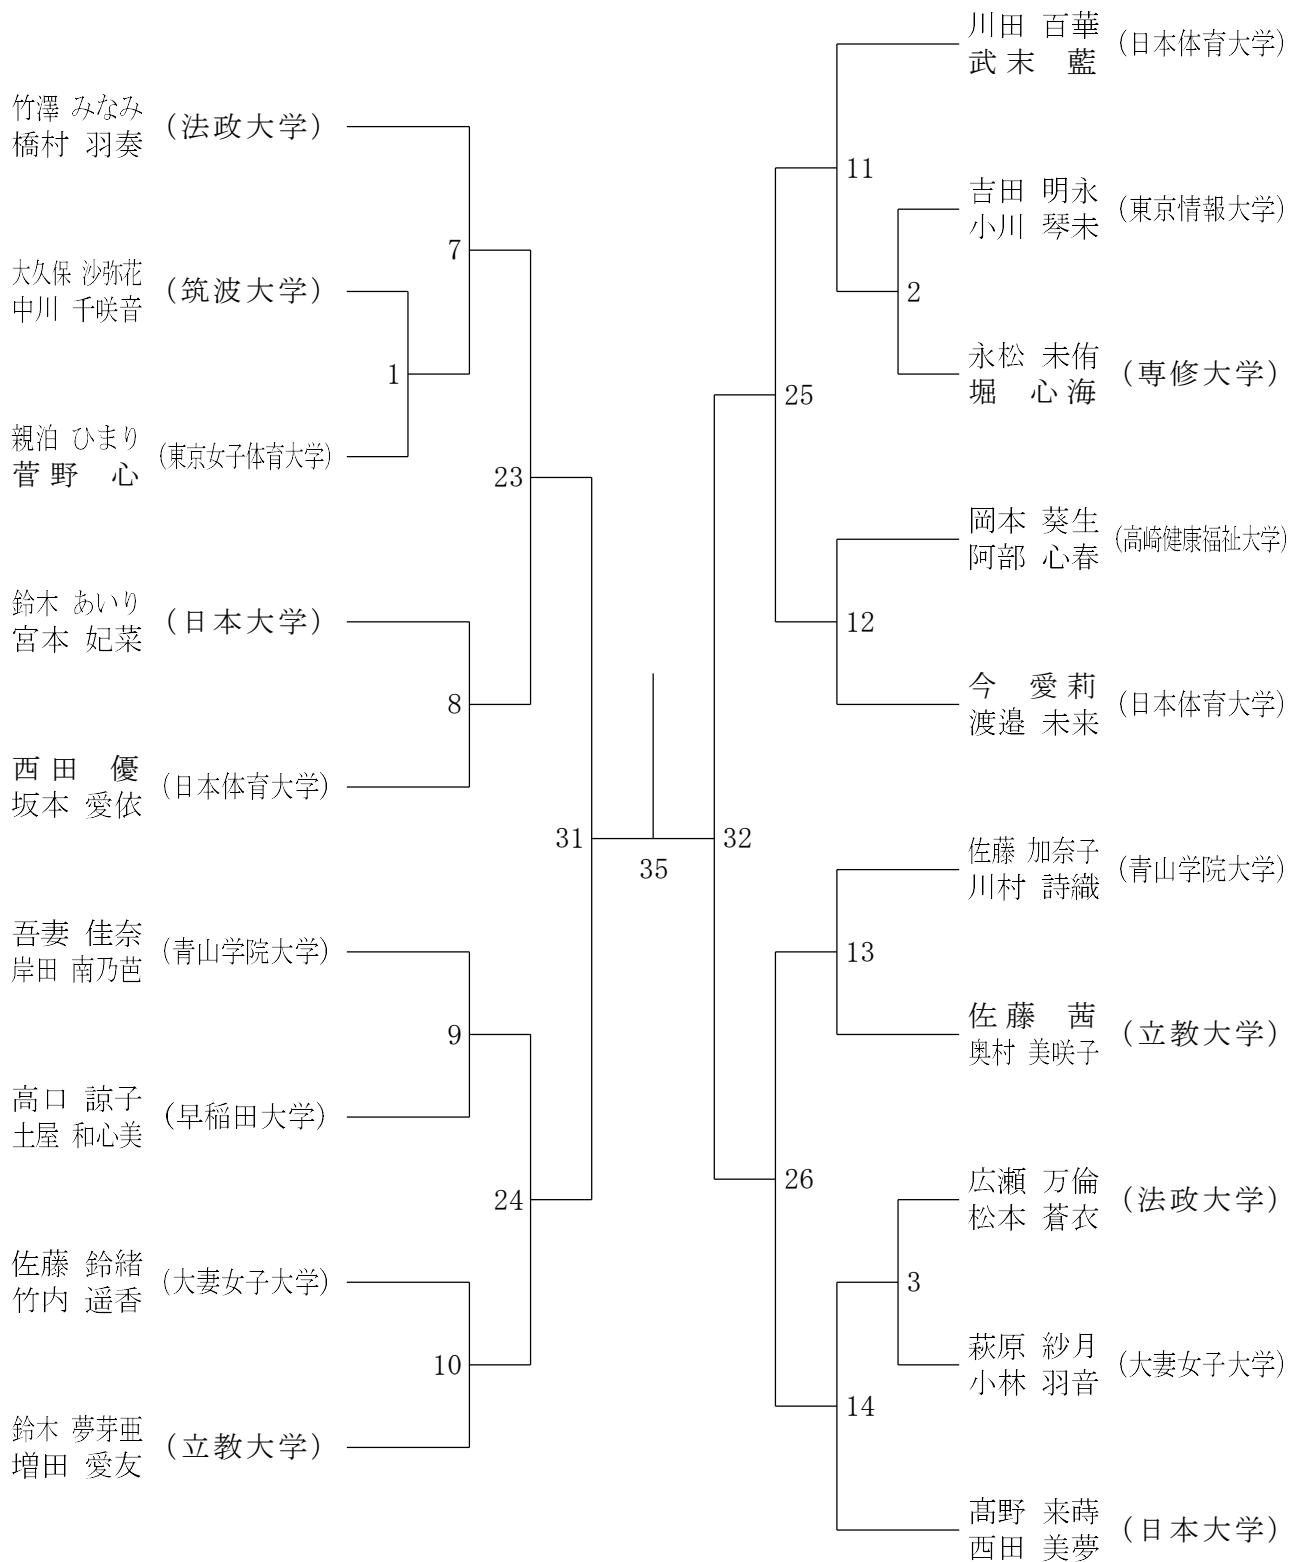 竹澤 みなみ
橋村 羽奏
(法政大学)
7
大久保 沙弥花
中川 千咲音
(筑波大学)
1
親泊 ひまり
菅野 心
(東京女子体育大学)
23
鈴木 あいり
宮本 妃菜
(日本大学)
8
西田 優
坂本 愛依
(日本体育大学)
31
吾妻 佳奈
岸田 南乃芭
(青山学院大学)
9
高口 諒子
土屋 和心美
(早稲田大学)
24
佐藤 鈴緒
竹内 遥香
(大妻女子大学)
10
鈴木 夢芽亜
増田 愛友
(立教大学)
35
川田 百華
武末 藍
(日本体育大学)
11
吉田 明永
小川 琴未
(東京情報大学)
2
永松 未侑
堀 心海
(専修大学)
25
岡本 葵生
阿部 心春
(高崎健康福祉大学)
12
今 愛莉
渡邉 未来
(日本体育大学)
32
佐藤 加奈子
川村 詩織
(青山学院大学)
13
佐藤 茜
奥村 美咲子
(立教大学)
26
広瀬 万倫
松本 蒼衣
(法政大学)
3
萩原 紗月
小林 羽音
(大妻女子大学)
14
髙野 来蒔
西田 美夢
(日本大学)